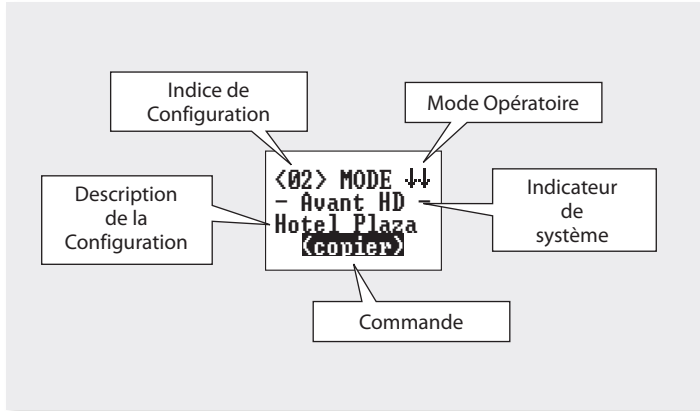 Indice de
Configuration
Mode Opératoire
Description
de la
Configuration
<02> MODE ↓↓
- Avant HD -
Hotel Plaza
(copier)
Indicateur
de
système
Commande